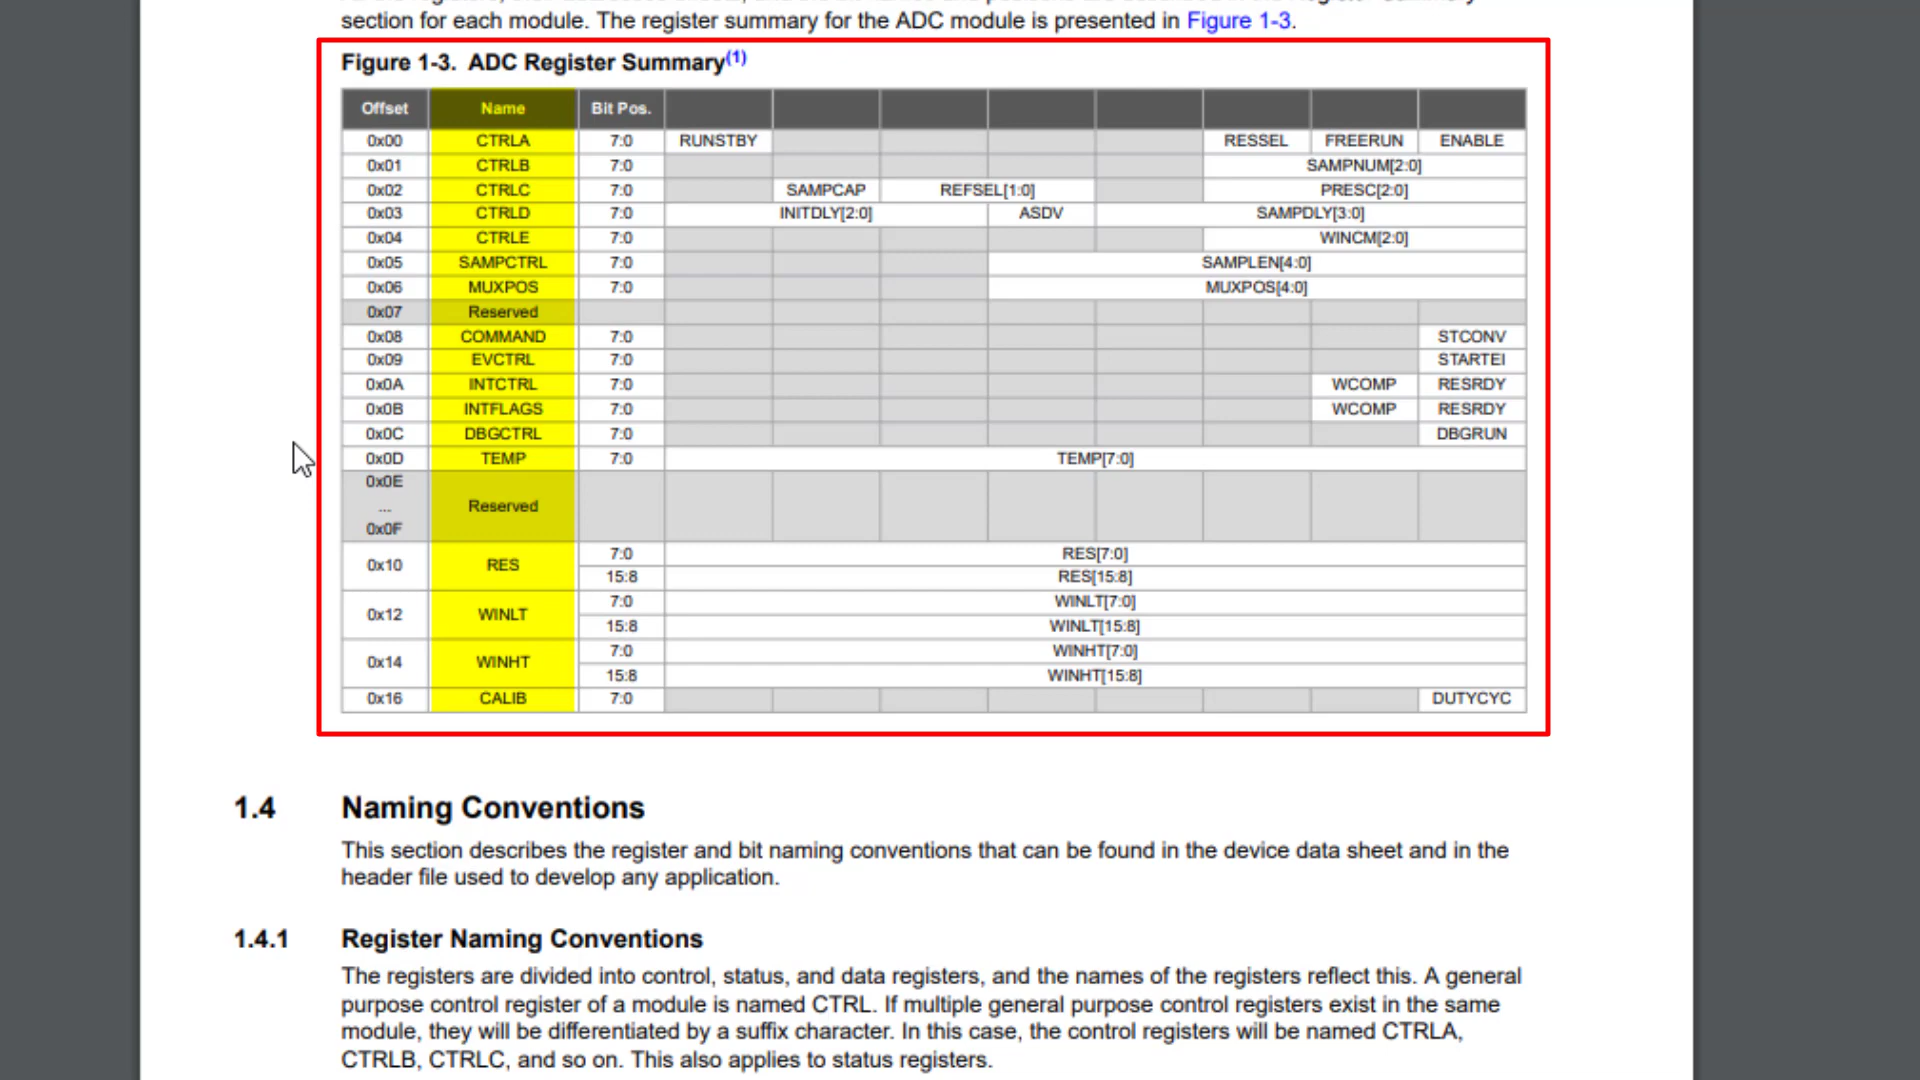 section for each module. The register summary for the ADC module is presented in Figure 1-3.
Figure 1-3. ADC Register Summary(1)
Offset Name Bit Pos.
0x00 CTRLA 7:0 RUNSTBY RESSEL FREERUN ENABLE
0x01 CTRLB 7:0 SAMPNUM[2:0]
0x02 CTRLC 7:0 SAMPCAP REFSEL[1:0] PRESC[2:0]
0x03 CTRLD 7:0 INITDLY[2:0] ASDV SAMPDLY[3:0]
0x04 CTRLE 7:0 WINCM[2:0]
0x05 SAMPCTRL 7:0 SAMPLEN[4:0]
0x06 MUXPOS 7:0 MUXPOS[4:0]
0x07 Reserved
0x08 COMMAND 7:0 STCONV
0x09 EVCTRL 7:0 STARTEI
0x0A INTCTRL 7:0 WCOMP RESRDY
0x0B INTFLAGS 7:0 WCOMP RESRDY
0x0C DBGCTRL 7:0 DBGRUN
0x0D TEMP 7:0 TEMP[7:0]
0x0E
... Reserved
0x0F
0x10 RES 7:0 RES[7:0]
15:8 RES[15:8]
0x12 WINLT 7:0 WINLT[7:0]
15:8 WINLT[15:8]
0x14 WINHT 7:0 WINHT[7:0]
15:8 WINHT[15:8]
0x16 CALIB 7:0 DUTYCYC
1.4 Naming Conventions
This section describes the register and bit naming conventions that can be found in the device data sheet and in the
header file used to develop any application.
1.4.1 Register Naming Conventions
The registers are divided into control, status, and data registers, and the names of the registers reflect this. A general
purpose control register of a module is named CTRL. If multiple general purpose control registers exist in the same
module, they will be differentiated by a suffix character. In this case, the control registers will be named CTRLA,
CTRLB, CTRLC, and so on. This also applies to status registers.